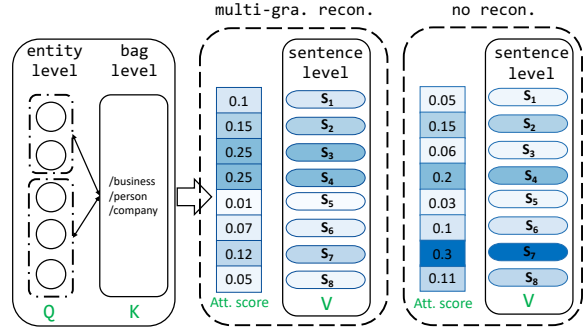 multi-gra. recon.
no recon.
entity
level
bag
level
sentence
level
sentence
level
/business
/person
/company
Q
K
0.1
0.15
0.25
0.25
0.01
0.07
0.12
0.05
Att. score
S1
S2
S3
S4
S5
S6
S7
S8
V
0.05
0.15
0.06
0.2
0.03
0.1
0.3
0.11
Att. score
S1
S2
S3
S4
S5
S6
S7
S8
V